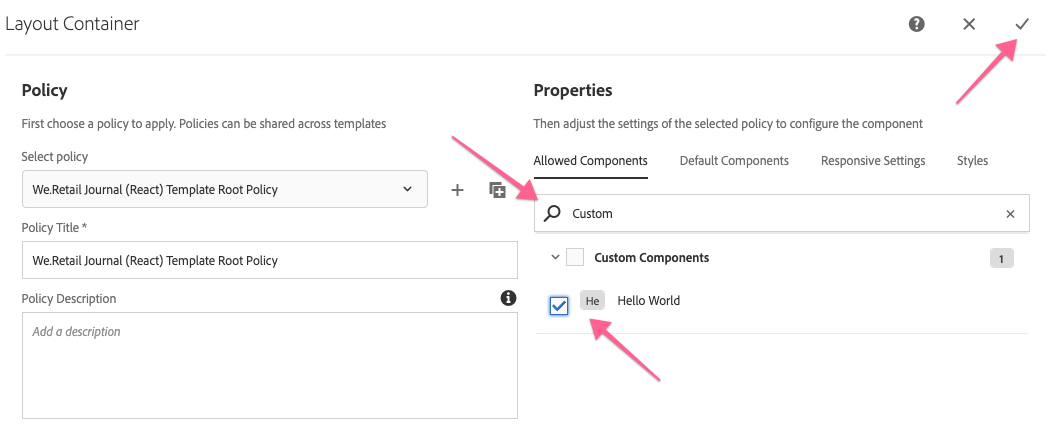 Layout Container
Policy
First choose a policy to apply. Policies can be shared across templates
Select policy
We.Retail Journal (React) Template Root Policy
Policy Title *
We.Retail Journal (React) Template Root Policy
Policy Description
Add a description
Properties
Then adjust the settings of the selected policy to configure the component
Allowed Components Default Components Responsive Settings Styles
Custom
Custom Components 1
He Hello World